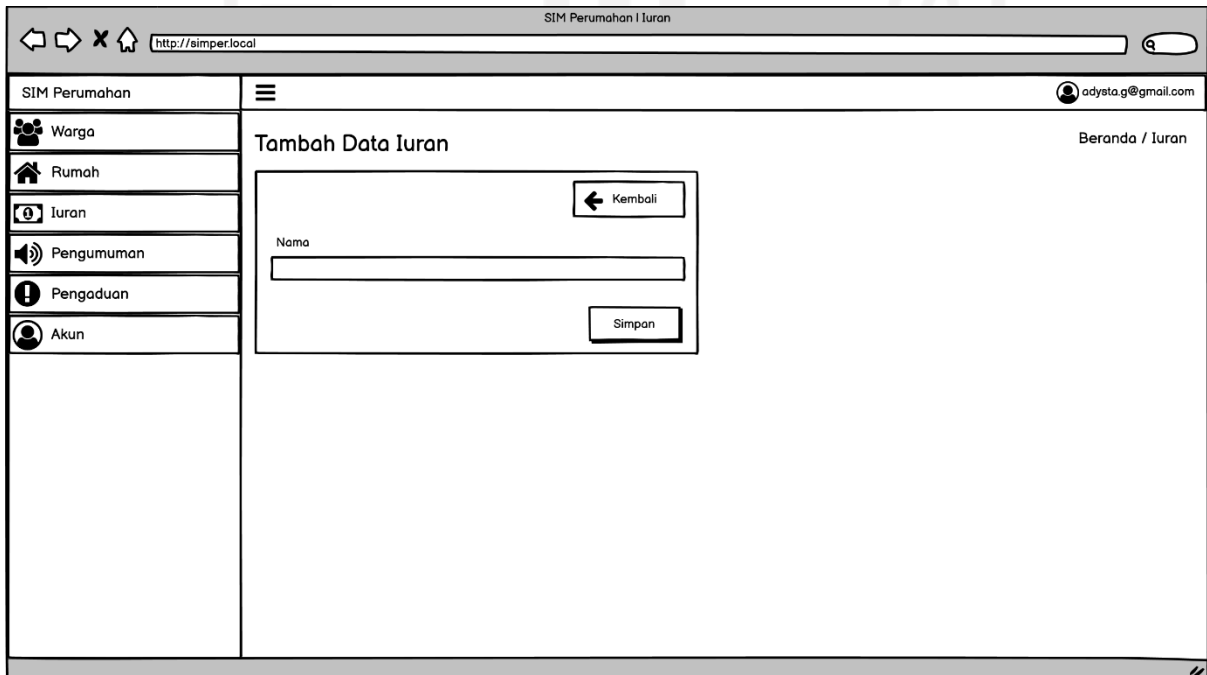 SIM Perumahan | Iuran
http://simper.local
SIM Perumahan
adysta.g@gmail.com
Warga
Rumah
Iuran
Pengumuman
Pengaduan
Akun
Tambah Data Iuran
Beranda / Iuran
Kembali
Nama
Simpan